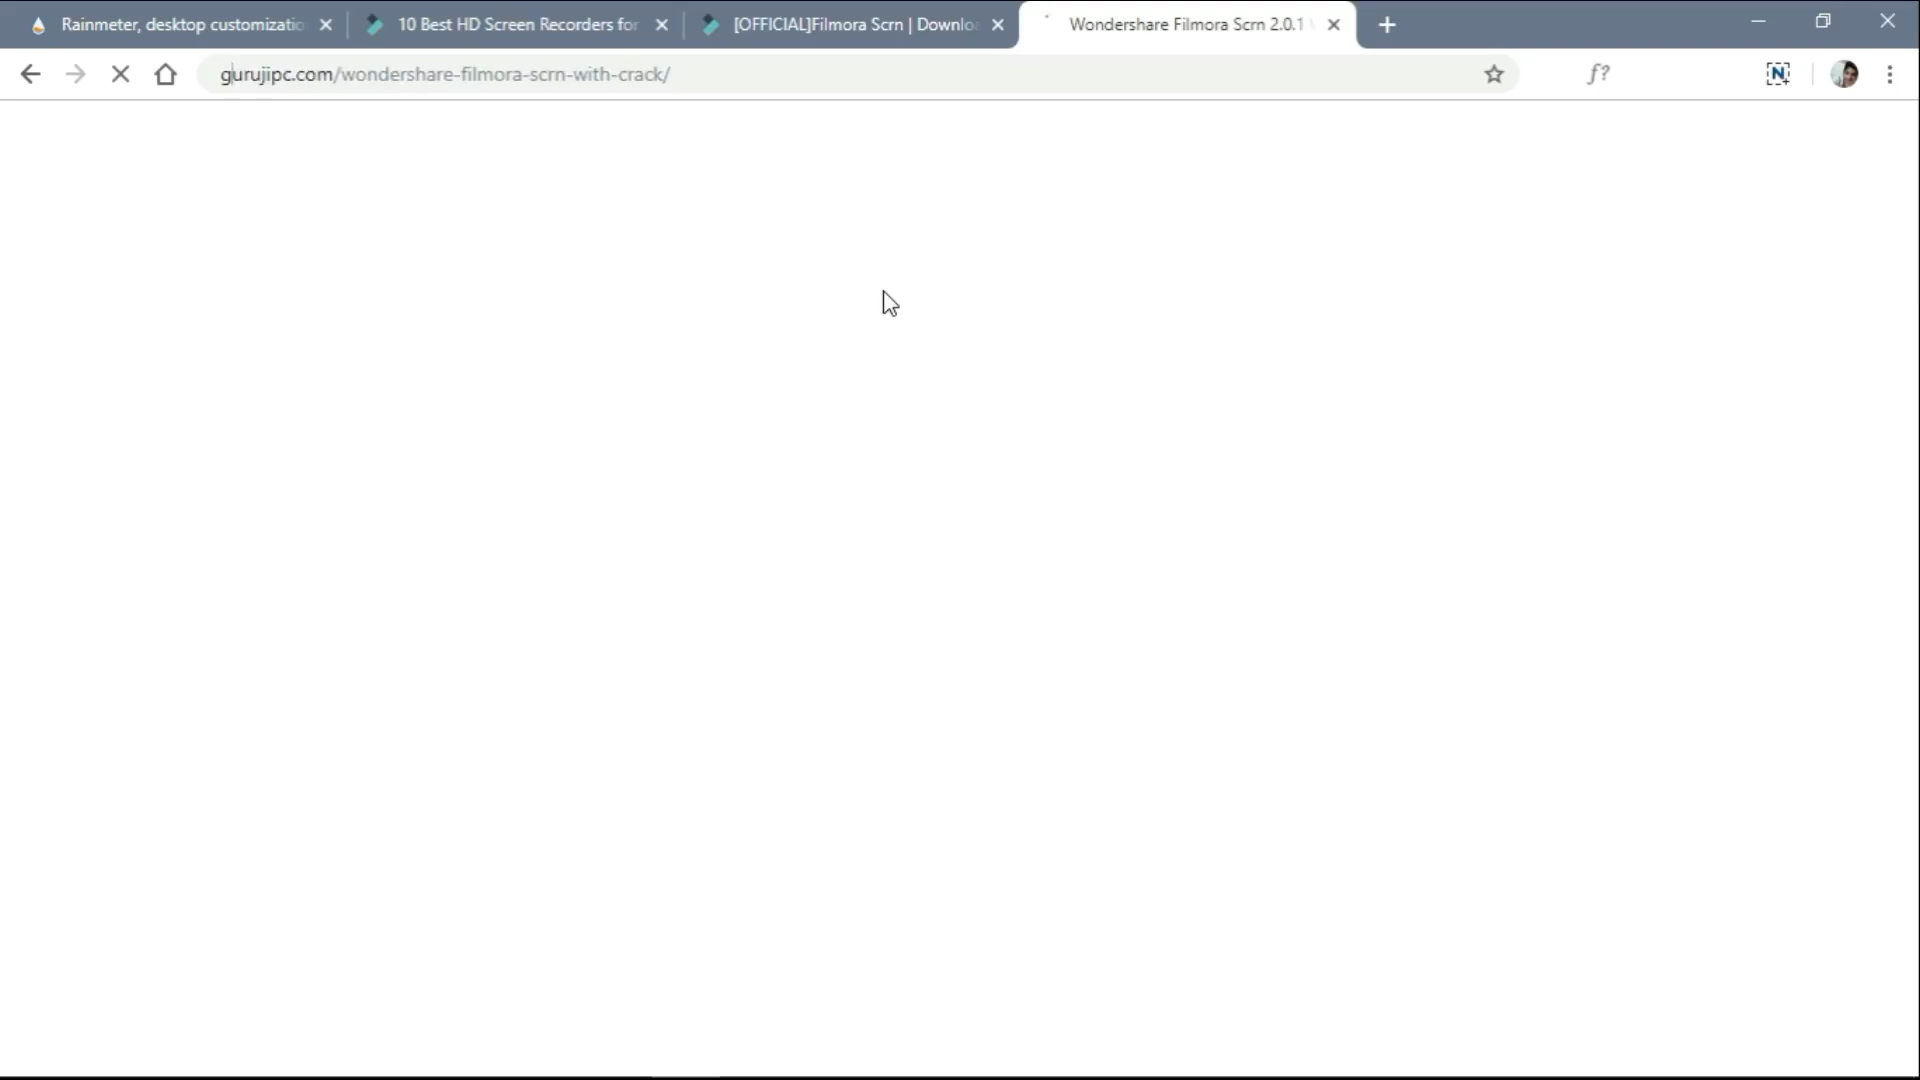 Rainmeter, desktop customizatio
10 Best HD Screen Recorders for
[OFFICIAL]Filmora Scrn | Downlo
Wondershare Filmora Scrn 2.0.1
gurujipc.com/wondershare-filmora-scrn-with-crack/
f?
N